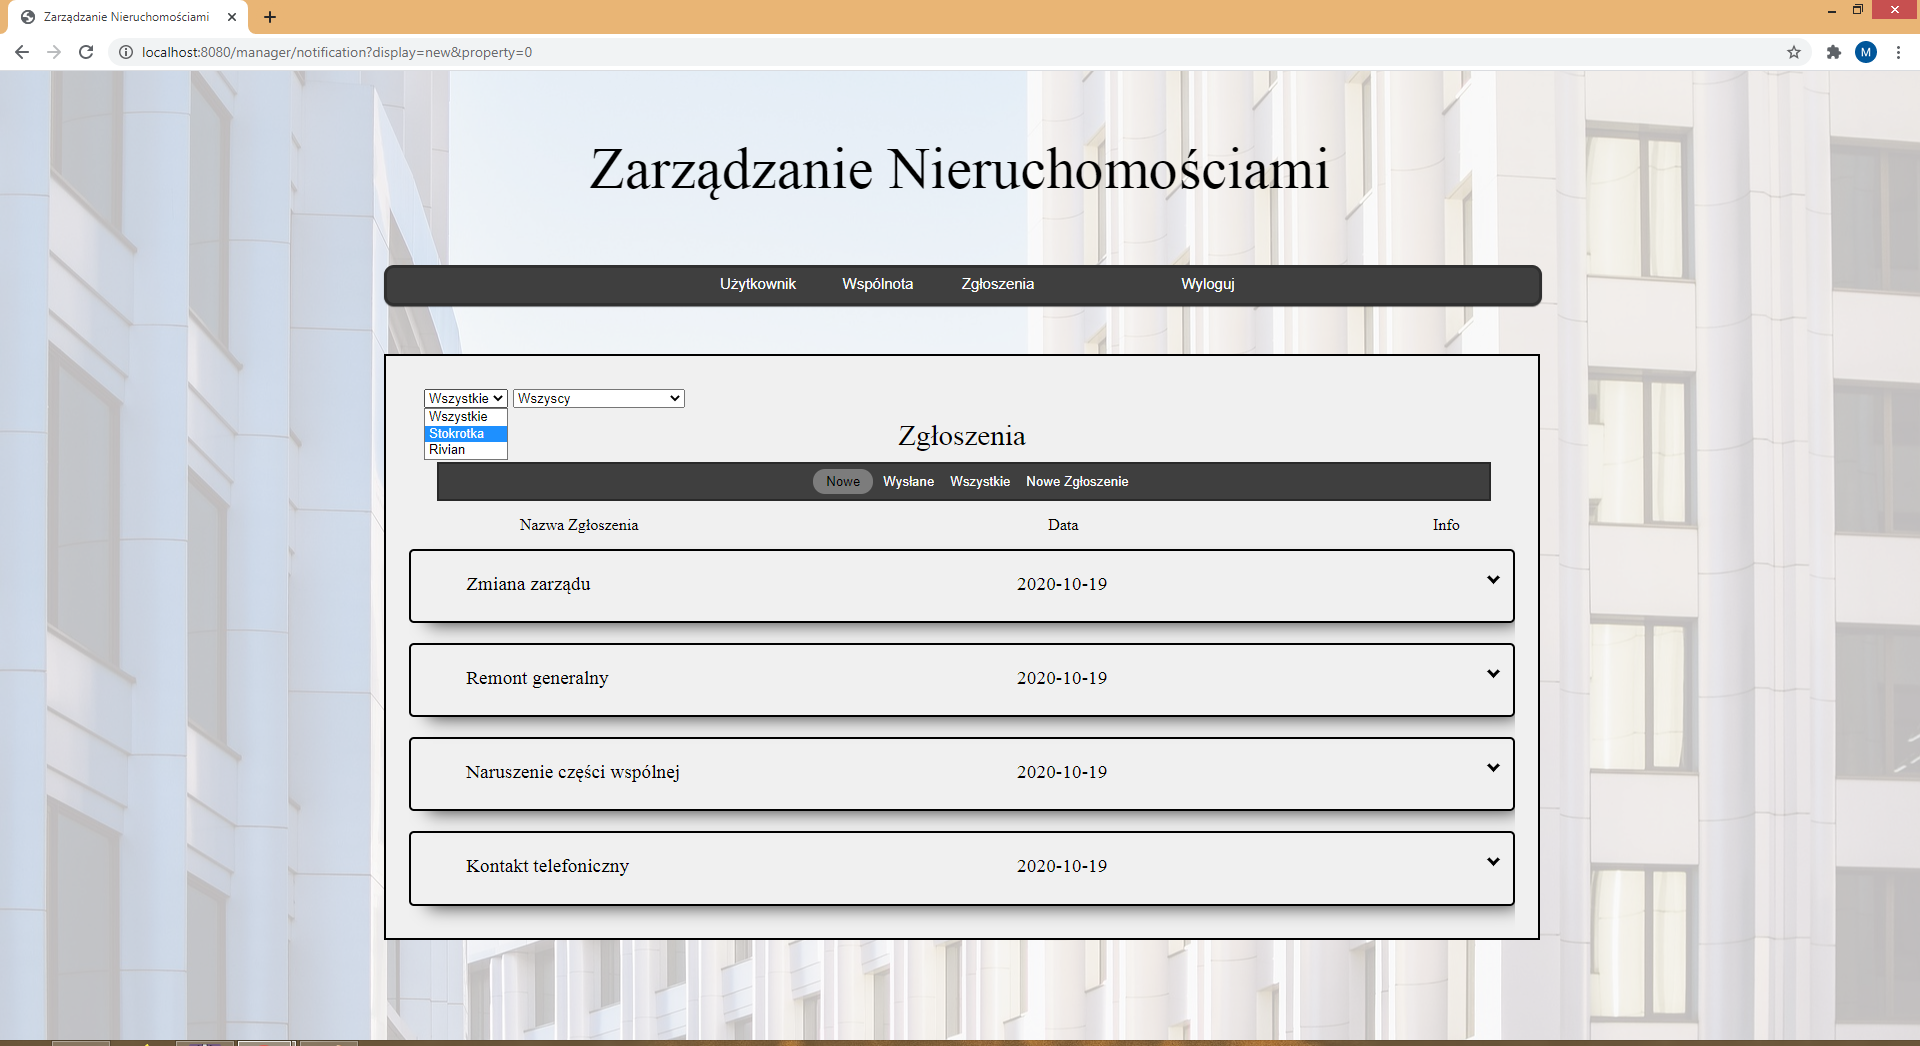 Zarządzanie Nieruchomościami
localhost:8080/manager/notification?display=new&property=0
M
Zarządzanie Nieruchomościami
Użytkownik Wspólnota Zgłoszenia Wyloguj
Wszystkie Wszyscy
Wszystkie
Stokrotka
Rivian
Zgłoszenia
Nowe Wysłane Wszystkie Nowe Zgłoszenie
Nazwa Zgłoszenia Data Info
Zmiana zarządu 2020-10-19
Remont generalny 2020-10-19
Naruszenie części wspólnej 2020-10-19
Kontakt telefoniczny 2020-10-19